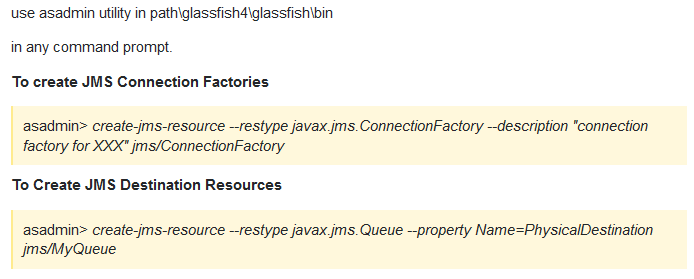 use asadmin utility in path\glassfish4\glassfish\bin
in any command prompt.
To create JMS Connection Factories
asadmin> create-jms-resource --restype javax.jms.ConnectionFactory --description "connection
factory for XXX" jms/ConnectionFactory
To Create JMS Destination Resources
asadmin> create-jms-resource --restype javax.jms.Queue --property Name=PhysicalDestination
jms/MyQueue